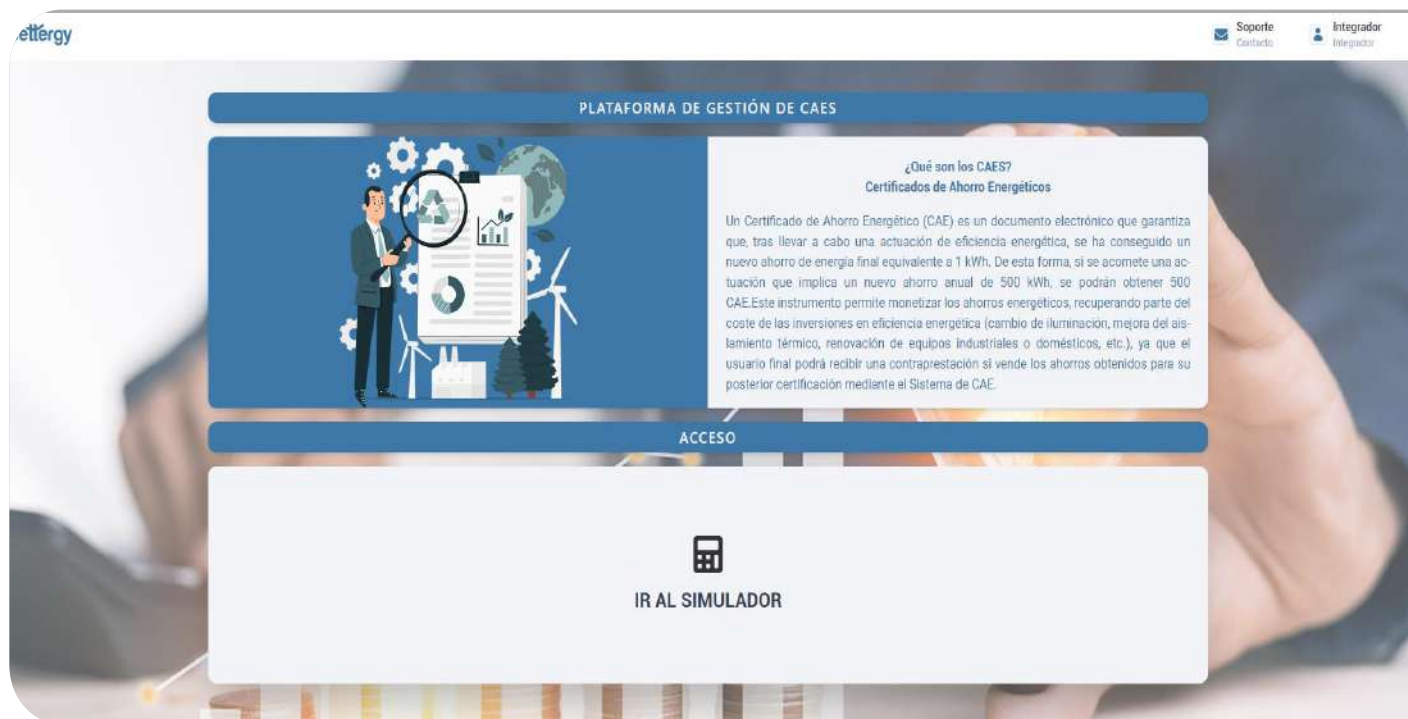 ettergy
Soporte
Contacto
Integrador
Integrador
PLATAFORMA DE GESTIÓN DE CAES
¿Qué son los CAES?
Certificados de Ahorro Energéticos
Un Certificado de Ahorro Energético (CAE) es un documento electrónico que garantiza
que, tras llevar a cabo una actuación de eficiencia energética, se ha conseguido un
nuevo ahorro de energía final equivalente a 1 kWh. De esta forma, si se acomete una ac-
tuación que implica un nuevo ahorro anual de 500 kWh, se podrán obtener 500
CAE.Este instrumento permite monetizar los ahorros energéticos, recuperando parte del
coste de las inversiones en eficiencia energética (cambio de iluminación, mejora del ais-
lamiento térmico, renovación de equipos industriales o domésticos, etc.), ya que el
usuario final podrá recibir una contraprestación si vende los ahorros obtenidos para su
posterior certificación mediante el Sistema de CAE.
ACCESO
IR AL SIMULADOR